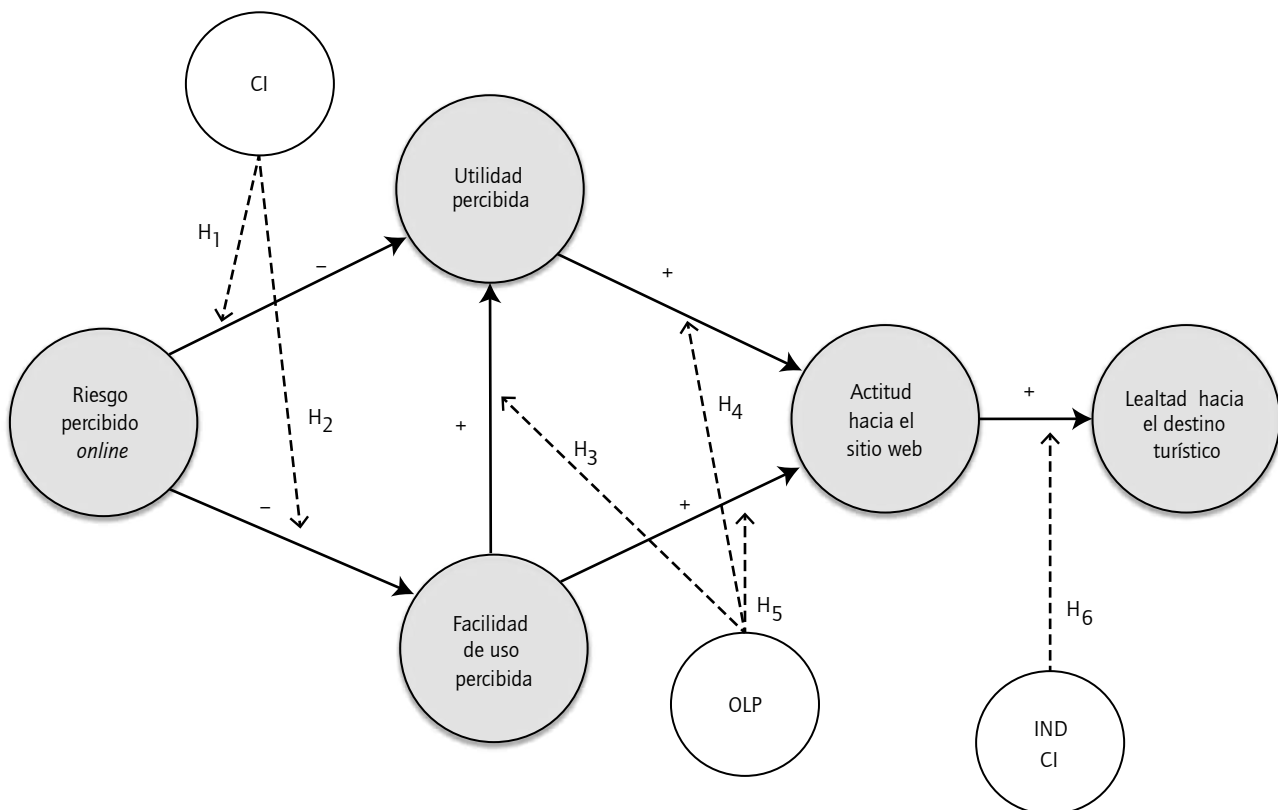 CI
Utilidad
percibida
H1
–
+
Riesgo
percibido
online
H2
+
H3
H4
Actitud
hacia el
sitio web
+
Lealtad hacia
el destino
turístico
–
+
Facilidad
de uso
percibida
H5
OLP
H6
IND
CI